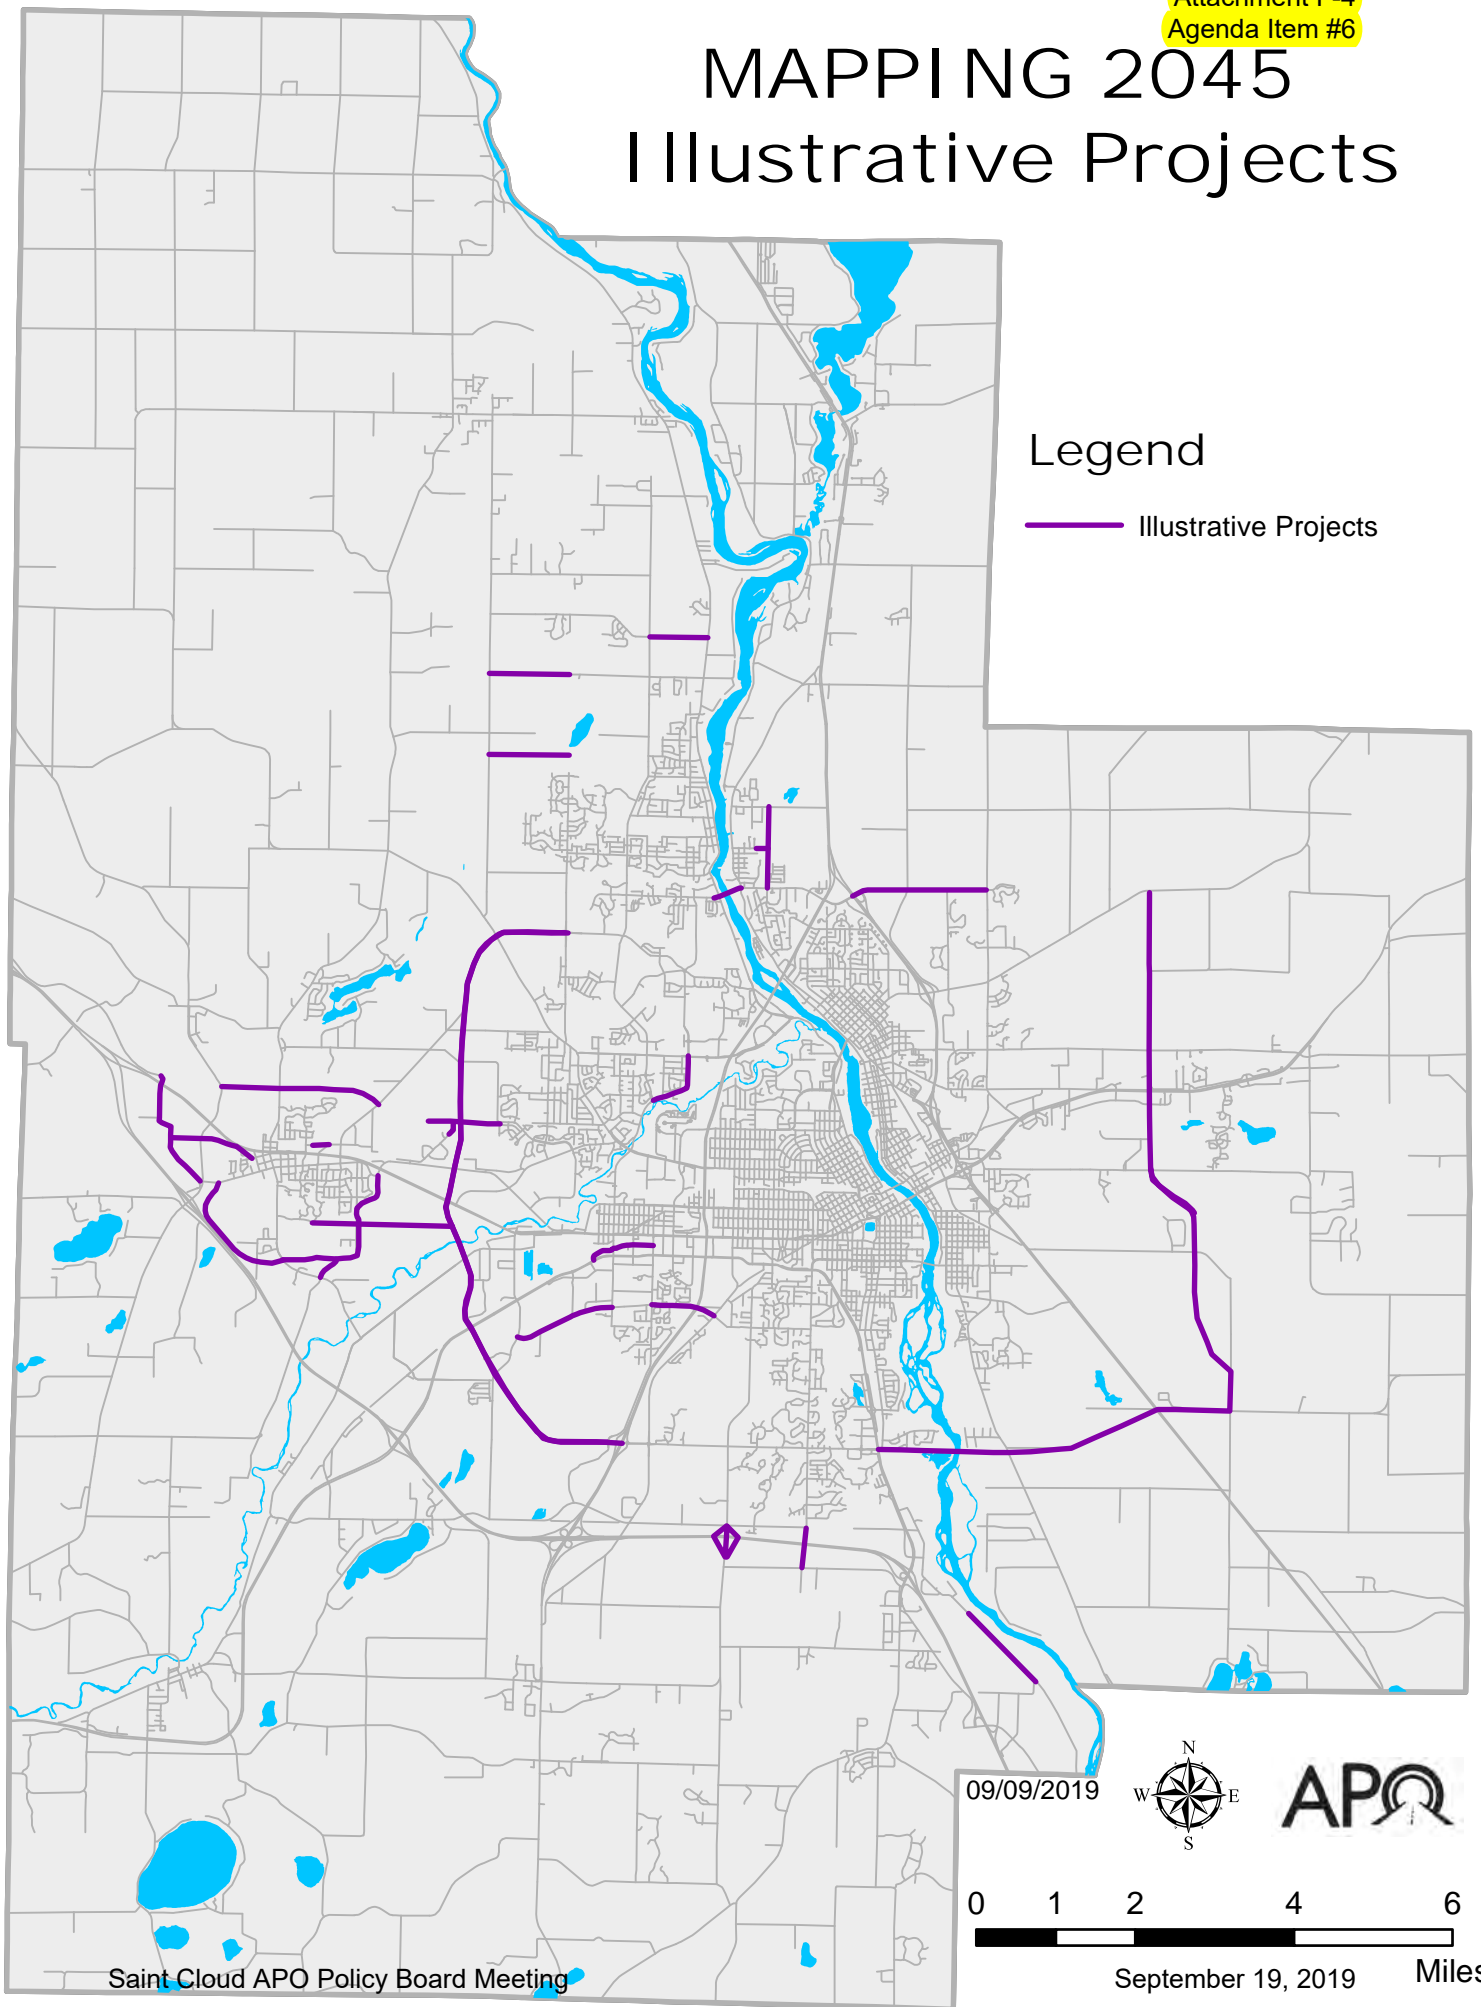 Agenda Item #6
MAPPING 2045
Illustrative Projects
Legend
Illustrative Projects
09/09/2019
N
W E
S
APO
0 1 2 4 6
Miles
Saint Cloud APO Policy Board Meeting
September 19, 2019